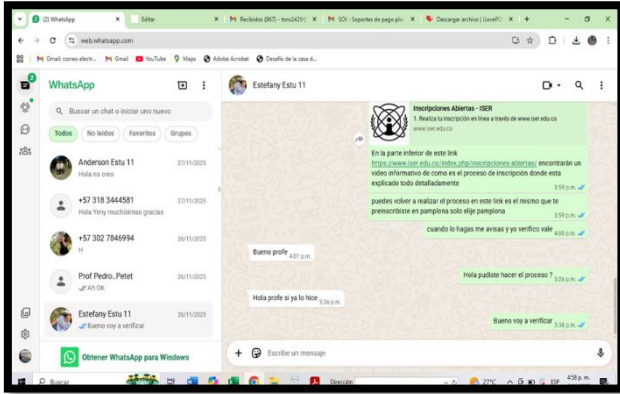 (2) WhatsApp
Editar
Recibidos (867)
SOI - Soportes de pago
Descargar archivo | iLovePDF
web.whatsapp.com
Gmail: correo electr...
Gmail
YouTube
Maps
Adobe Acrobat
Desafío de la casa d...
2
WhatsApp
Buscar un chat o iniciar uno nuevo
Todos
No leídos
Favoritos
Grupos
Anderson Estu 11
27/11/2025
Hola no creo
+57 318 3444581
27/11/2025
Hola Yeny muchísimas gracias
+57 302 7846994
26/11/2025
H
Prof Pedro..Petet
26/11/2025
Ah OK
Estefany Estu 11
26/11/2025
Bueno voy a verificar
Obtener WhatsApp para Windows
Estefany Estu 11
Inscripciones Abiertas - ISER
1. Realiza tu inscripción en línea a través de www.iser.edu.co
www.iser.edu.co
En la parte inferior de este link
https://www.iser.edu.co/index.php/inscripciones-abiertas/ encontrarán un
video informativo de como es el proceso de inscripción donde esta
explicado todo detalladamente
3:59 p.m.
puedes volver a realizar el proceso en este link es el mismo que te
preinscribiste en pamplona solo elije pamplona
3:59 p.m.
cuando lo hagas me avisas y yo verifico vale
4:00 p.m.
Bueno profe
4:01 p.m.
Hola pudiste hacer el proceso ?
5:26 p.m.
Hola profe si ya lo hice
5:36 p.m.
Bueno voy a verificar
5:38 p.m.
Escribe un mensaje
Buscar
Dirección
27°C
ESP
4:58 p. m.